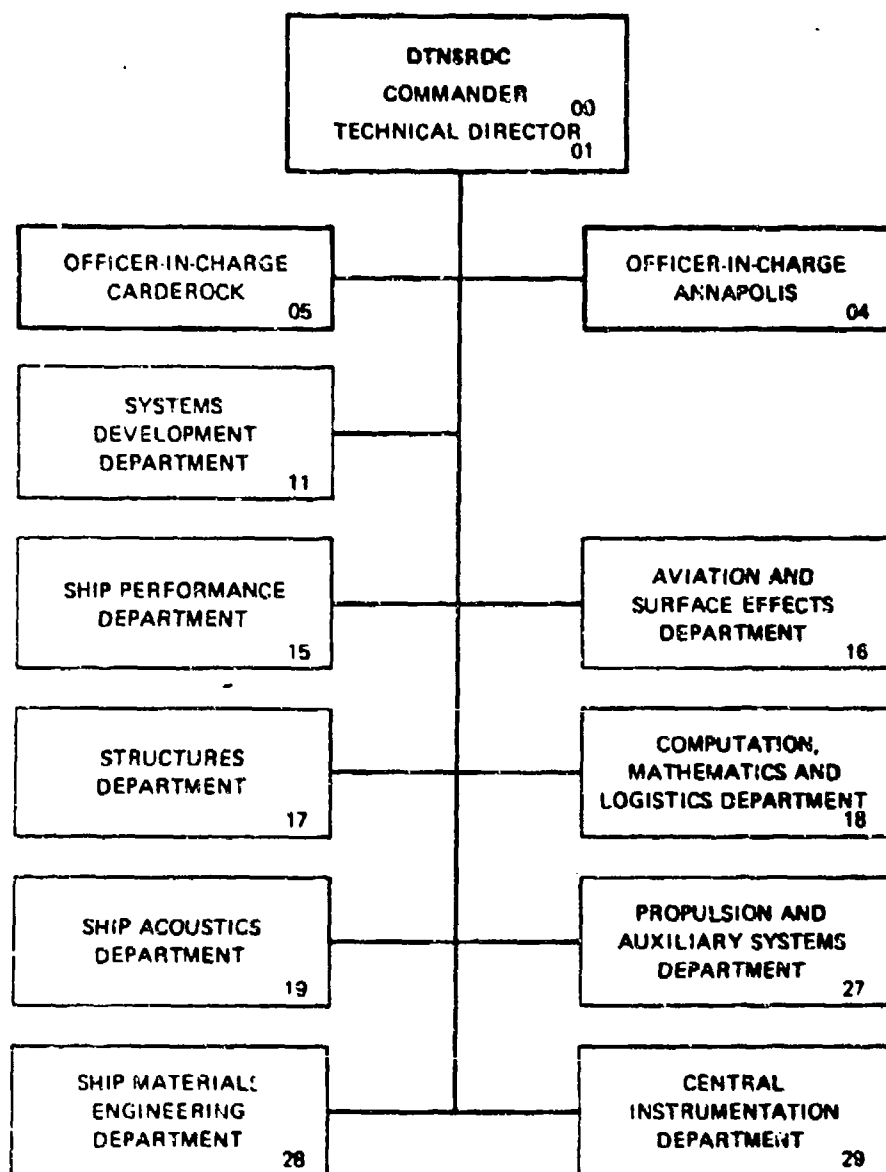 DTNSRDC
COMMANDER
00
TECHNICAL DIRECTOR
01
OFFICER-IN-CHARGE
CARDEROCK
05
OFFICER-IN-CHARGE
ANNAPOLIS
04
SYSTEMS
DEVELOPMENT
DEPARTMENT
11
SHIP PERFORMANCE
DEPARTMENT
15
AVIATION AND
SURFACE EFFECTS
DEPARTMENT
16
STRUCTURES
DEPARTMENT
17
COMPUTATION,
MATHEMATICS AND
LOGISTICS DEPARTMENT
18
SHIP ACOUSTICS
DEPARTMENT
19
PROPULSION AND
AUXILIARY SYSTEMS
DEPARTMENT
27
SHIP MATERIALS
ENGINEERING
DEPARTMENT
28
CENTRAL
INSTRUMENTATION
DEPARTMENT
29